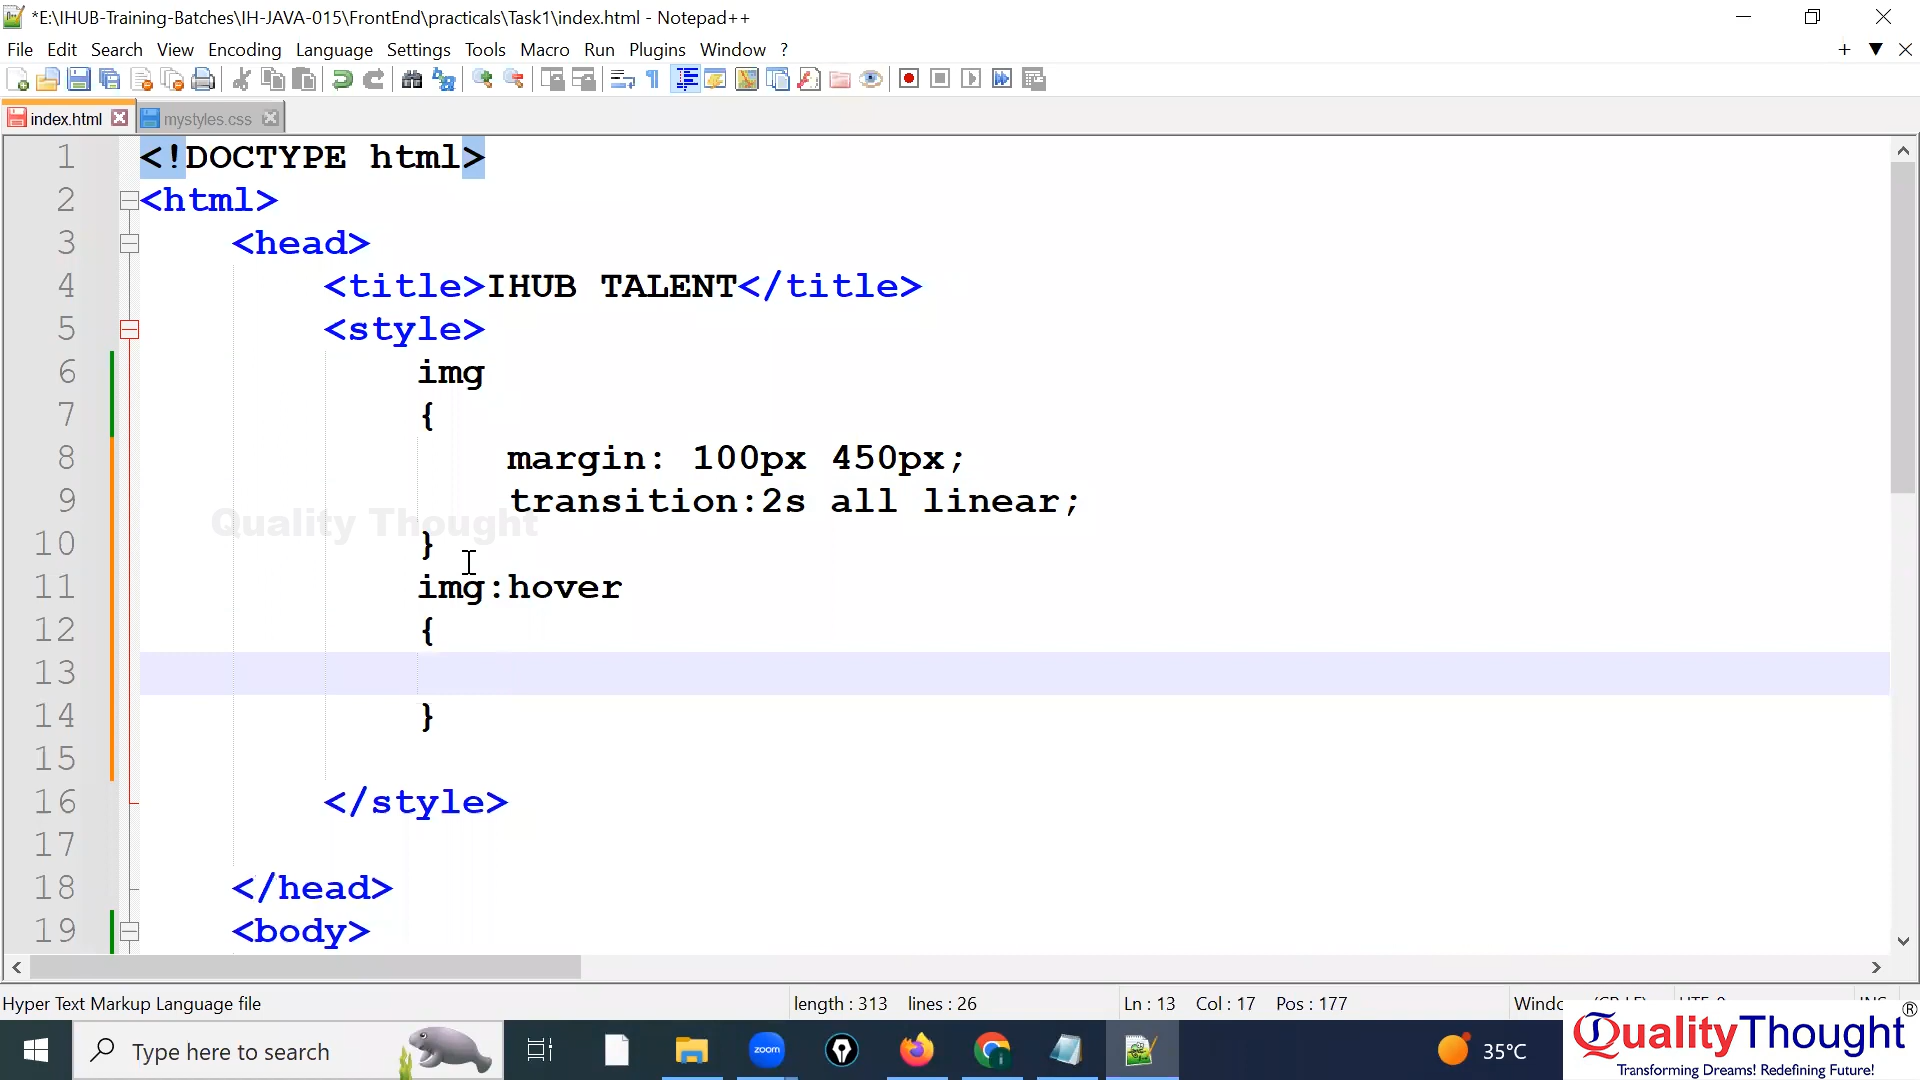 *E:\IHUB-Training-Batches\IH-JAVA-015\FrontEnd\practicals\Task1\index.html - Notepad++
File Edit Search View Encoding Language Settings Tools Macro Run Plugins Window ?
index.html mystyles.css
1 <!DOCTYPE html>
2 <html>
3 <head>
4 <title>IHUB TALENT</title>
5 <style>
6 img
7 {
8 margin: 100px 450px;
9 transition:2s all linear;
Quality Thought
10 }
11 img:hover
12 {
13
14 }
15
16 </style>
17
18 </head>
19 <body>
Hyper Text Markup Language file length : 313 lines : 26 Ln : 13 Col : 17 Pos : 177
Type here to search zoom 35°C
QualityThought ®
Transforming Dreams! Redefining Future!